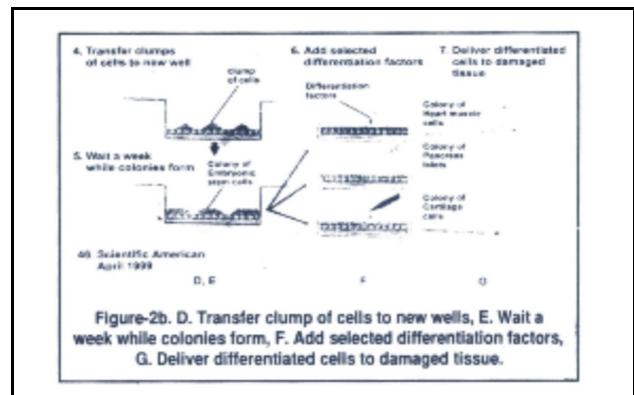 4. Transfer clumps
of cells to new well
clump
of cells
5. Wait a week
while colonies form
Colony of
Embryonic
stem cells
46 Scientific American
April 1999
D, E
6. Add selected
differentiation factors
Differentiation
factors
F
7. Deliver differentiated
cells to damaged
tissue
Colony of
Heart muscle
cells
Colony of
Pancreas
Islets
Colony of
Cartilage
cells
G
Figure-2b. D. Transfer clump of cells to new wells, E. Wait a
week while colonies form, F. Add selected differentiation factors,
G. Deliver differentiated cells to damaged tissue.